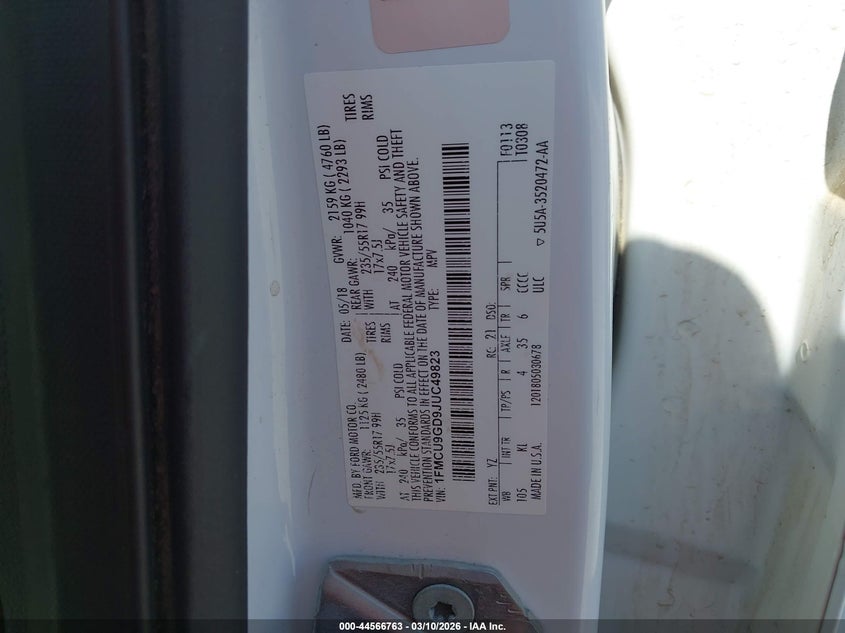 MFD. BY FORD MOTOR CO.
DATE: 05/18 GVWR: 2159 KG ( 4760 LB)
FRONT GAWR: 1125 KG ( 2480 LB) REAR GAWR: 1040 KG ( 2293 LB)
WITH 235/55R17 99H TIRES WITH 235/55R17 99H TIRES
17x7.5J RIMS 17x7.5J RIMS
AT 240 kPa/ 35 PSI COLD AT 240 kPa/ 35 PSI COLD
THIS VEHICLE CONFORMS TO ALL APPLICABLE FEDERAL MOTOR VEHICLE SAFETY AND THEFT
PREVENTION STANDARDS IN EFFECT ON THE DATE OF MANUFACTURE SHOWN ABOVE.
VIN: 1FMCU9GD9JUC49823 TYPE: MPV
EXT PNT: YZ RC: 21 DSO: F0113
WB INT TR TP/PS R AXLE TR SPR T0308
105 KL 4 35 6 CCCC
MADE IN U.S.A. 1201805030678 ULC
5U5A-3520472-AA
000-44566763 - 03/10/2026 - IAA Inc.